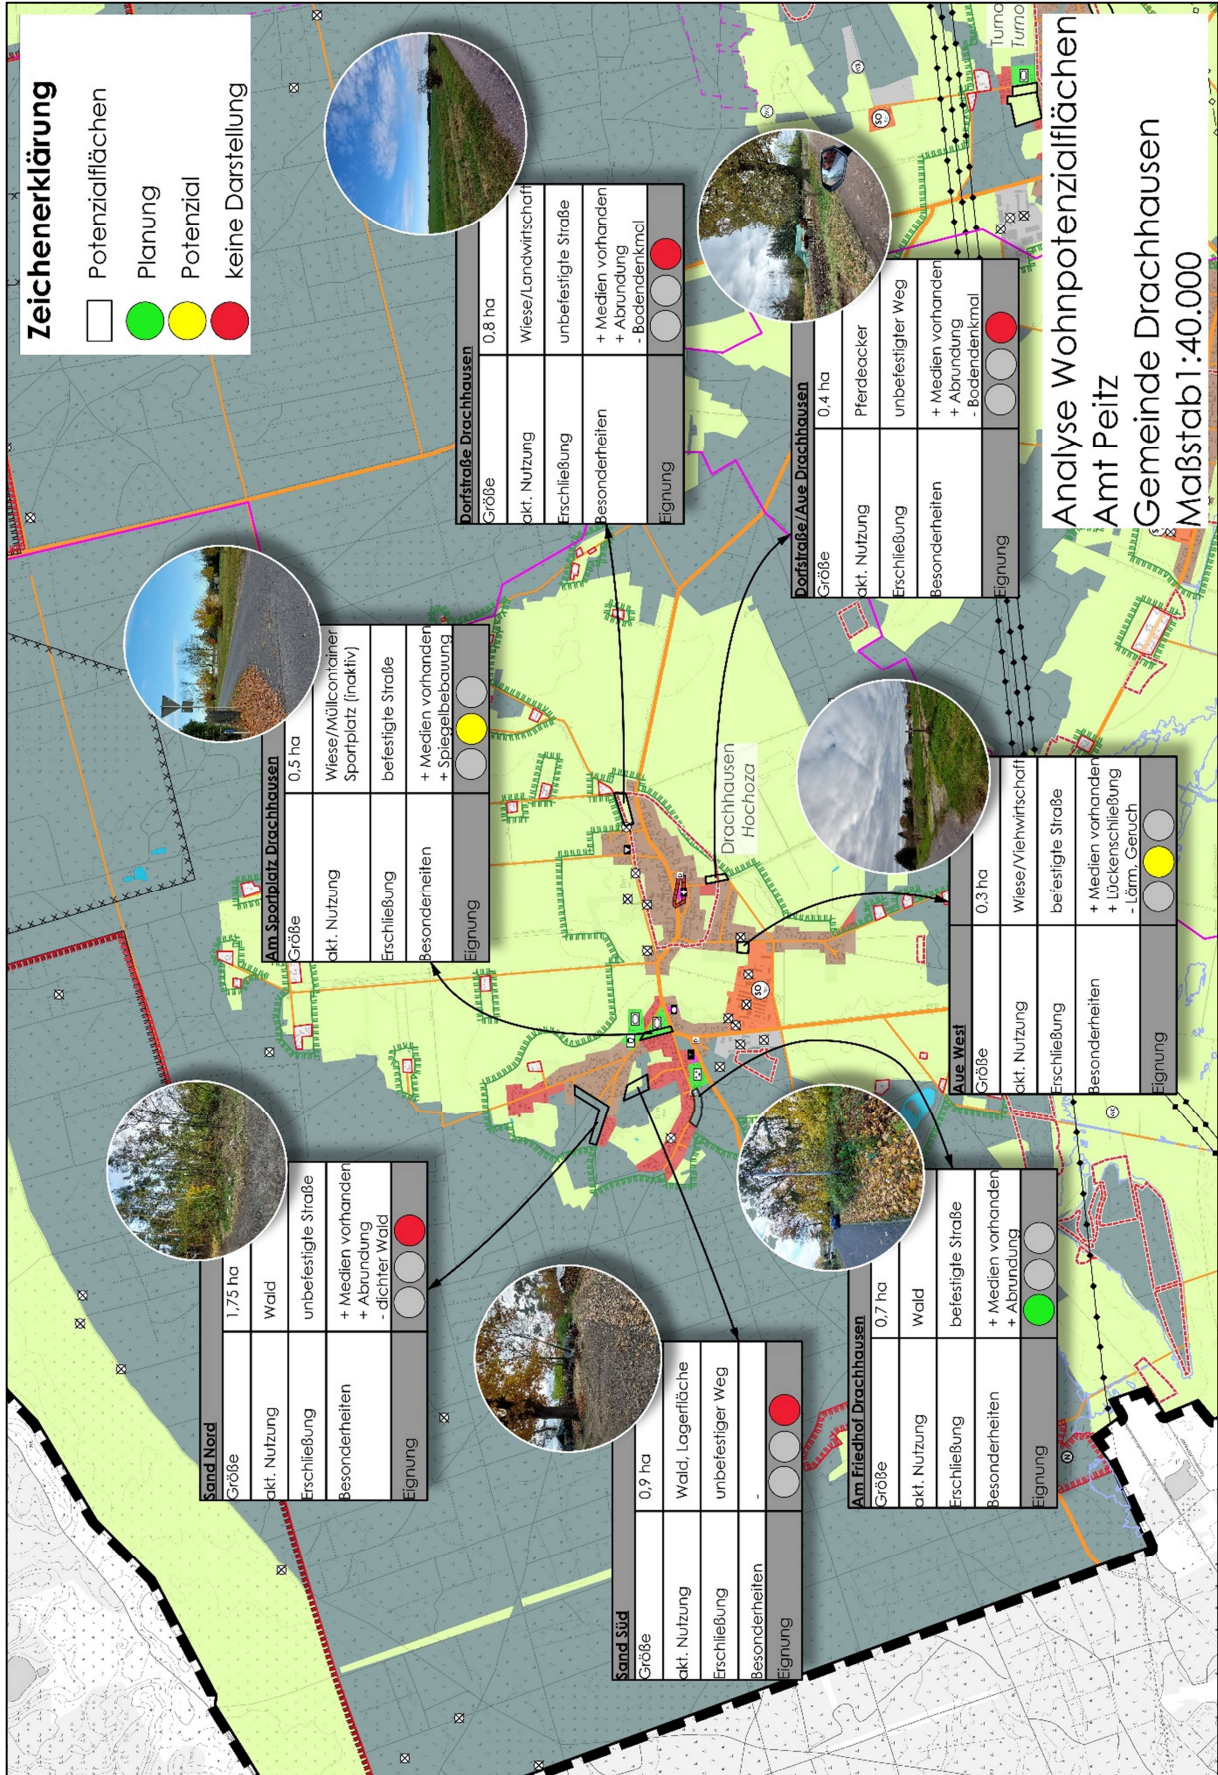 Zeichenerklärung
Potenzialflächen
Planung
Potenzial
keine Darstellung
Sand Nord
Größe 1,75 ha
akt. Nutzung Wald
Erschließung unbefestigte Straße
Besonderheiten + Medien vorhanden
+ Abrundung
- dichter Wald
Eignung
Am Sportplatz Drachhausen
Größe 0,5 ha
akt. Nutzung Wiese/Müllcontainer
Sportplatz (inaktiv)
Erschließung befestigte Straße
Besonderheiten + Medien vorhanden
+ Spiegelbebauung
Eignung
Dorfstraße Drachhausen
Größe 0,8 ha
akt. Nutzung Wiese/Landwirtschaft
Erschließung unbefestigte Straße
Besonderheiten + Medien vorhanden
+ Abrundung
- Bodendenkmal
Eignung
Sand Süd
Größe 0,9 ha
akt. Nutzung Wald, Lagerfläche
Erschließung unbefestiger Weg
Besonderheiten -
Eignung
Dorfstraße/Aue Drachhausen
Größe 0,4 ha
akt. Nutzung Pferdeacker
Erschließung unbefestigter Weg
Besonderheiten + Medien vorhanden
+ Abrundung
- Bodendenkmal
Eignung
Drachhausen
Hochoza
SO
SO
Turno
Turno
Am Friedhof Drachhausen
Größe 0,7 ha
akt. Nutzung Wald
Erschließung befestigte Straße
Besonderheiten + Medien vorhanden
+ Abrundung
Eignung
Aue West
Größe 0,3 ha
akt. Nutzung Wiese/Viehwirtschaft
Erschließung befestigte Straße
Besonderheiten + Medien vorhanden
+ Lückenschließung
- Lärm, Geruch
Eignung
Analyse Wohnpotenzialflächen
Amt Peitz
Gemeinde Drachhausen
Maßstab 1:40.000